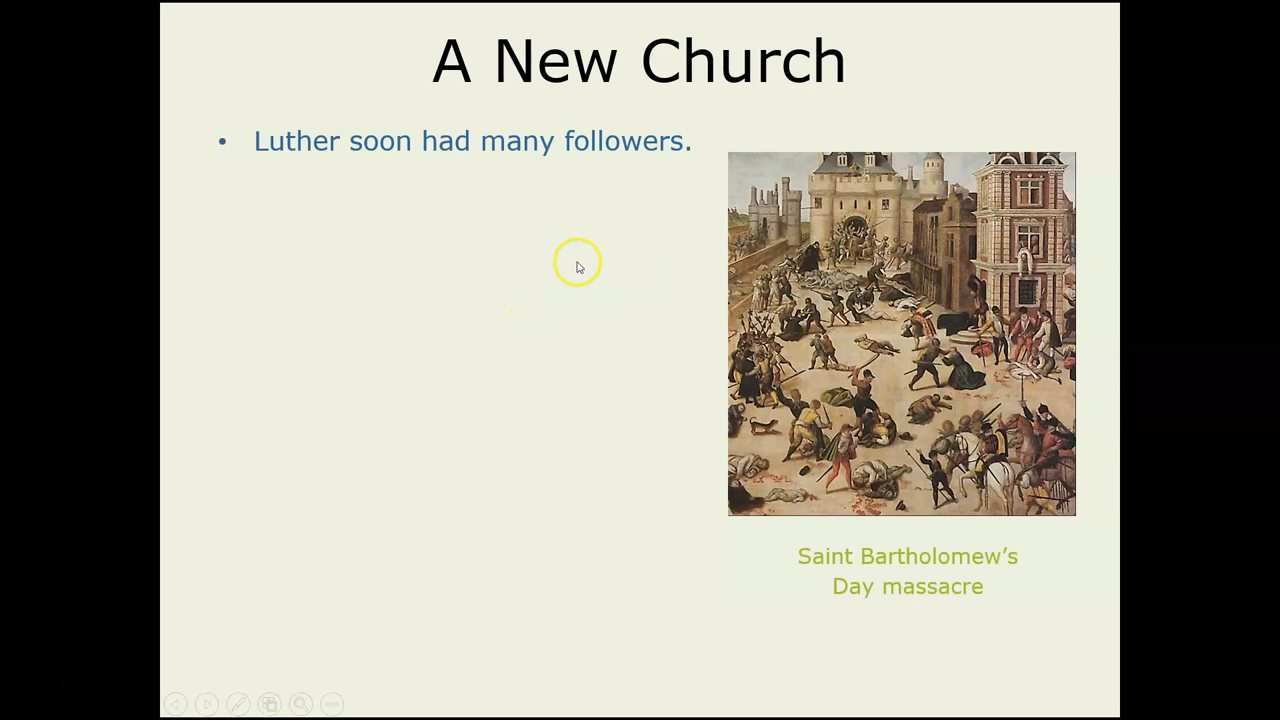 A New Church
• Luther soon had many followers.
Saint Bartholomew’s
Day massacre